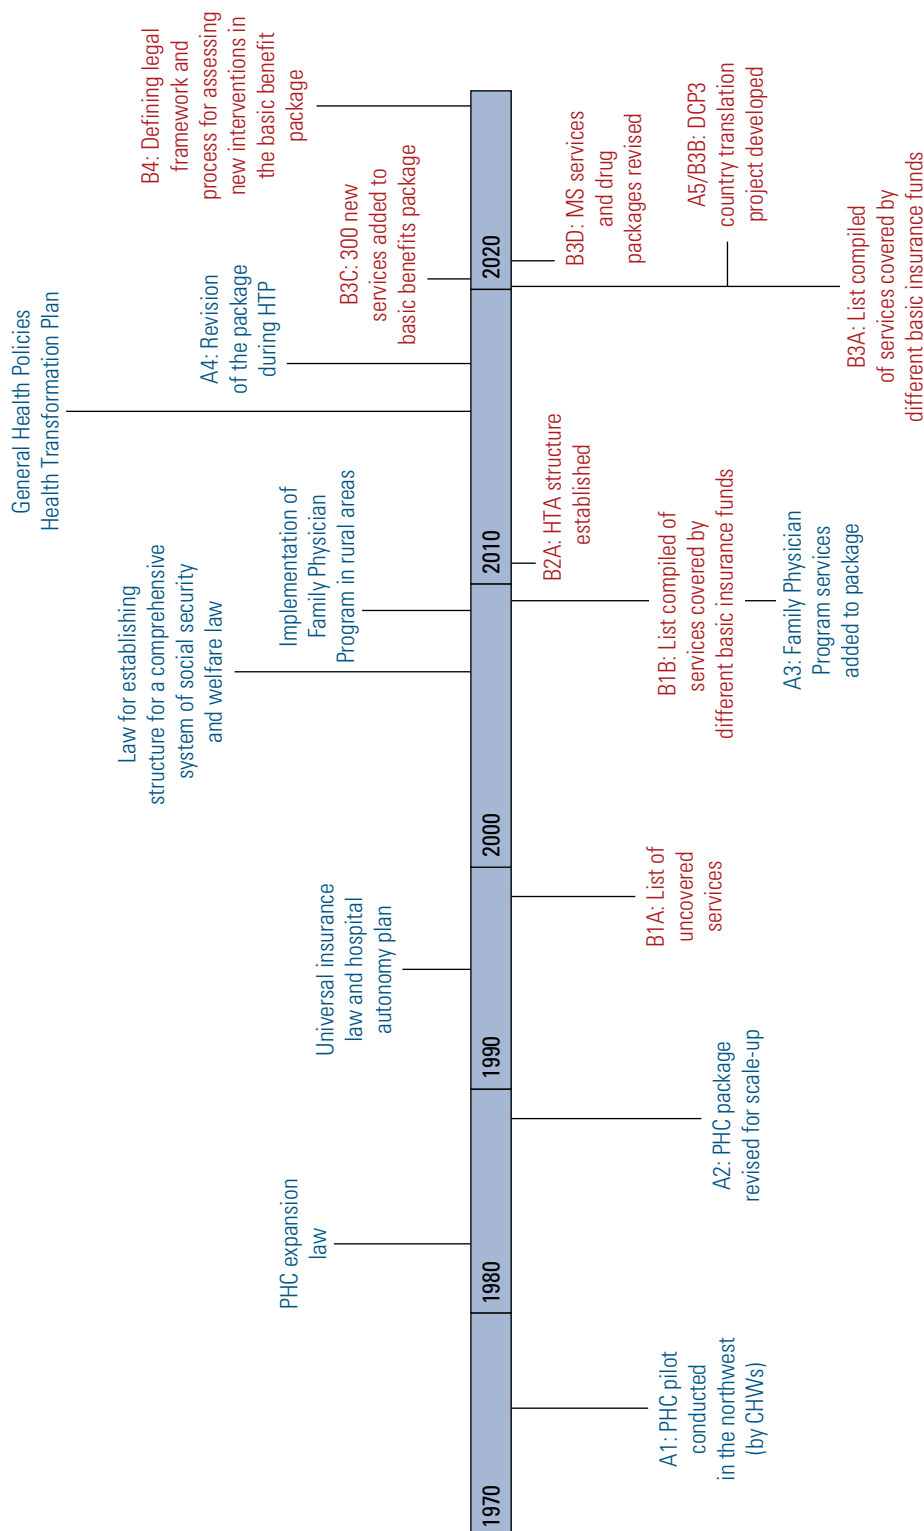 PHC expansion
law
Universal insurance
law and hospital
autonomy plan
Law for establishing
structure for a comprehensive
system of social security
and welfare law
Implementation of
Family Physician
Program in rural areas
General Health Policies
Health Transformation Plan
A4: Revision
of the package
during HTP
B3C: 300 new
services added to
basic benefits package
B4: Defining legal
framework and
process for assessing
new interventions in
the basic benefit
package
1970
1980
1990
2000
2010
2020
A1: PHC pilot
conducted
in the northwest
(by CHWs)
A2: PHC package
revised for scale-up
B1A: List of
uncovered
services
B1B: List compiled of
services covered by
different basic insurance funds
A3: Family Physician
Program services
added to package
B2A: HTA structure
established
B3D: MS services
and drug
packages revised
A5/B3B: DCP3
country translation
project developed
B3A: List compiled
of services covered by
different basic insurance funds